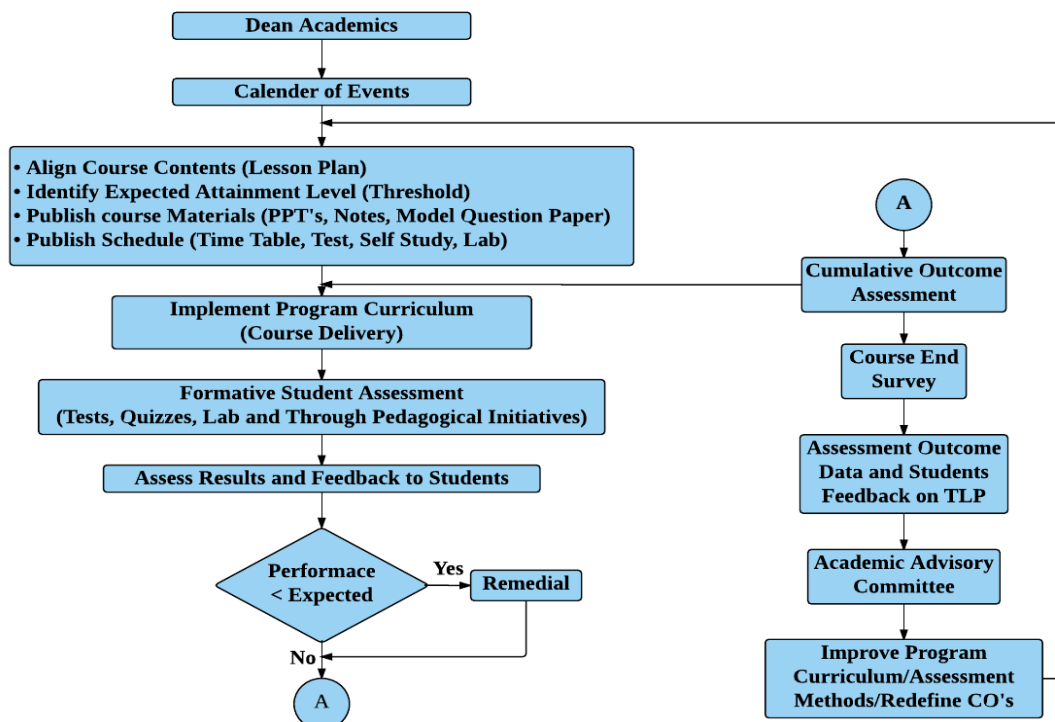 Dean Academics
Calender of Events
• Align Course Contents (Lesson Plan)
• Identify Expected Attainment Level (Threshold)
• Publish course Materials (PPT's, Notes, Model Question Paper)
• Publish Schedule (Time Table, Test, Self Study, Lab)
Implement Program Curriculum
(Course Delivery)
Formative Student Assessment
(Tests, Quizzes, Lab and Through Pedagogical Initiatives)
Assess Results and Feedback to Students
Performace
< Expected
Yes
Remedial
No
A
A
Cumulative Outcome
Assessment
Course End
Survey
Assessment Outcome
Data and Students
Feedback on TLP
Academic Advisory
Committee
Improve Program
Curriculum/Assessment
Methods/Redefine CO's